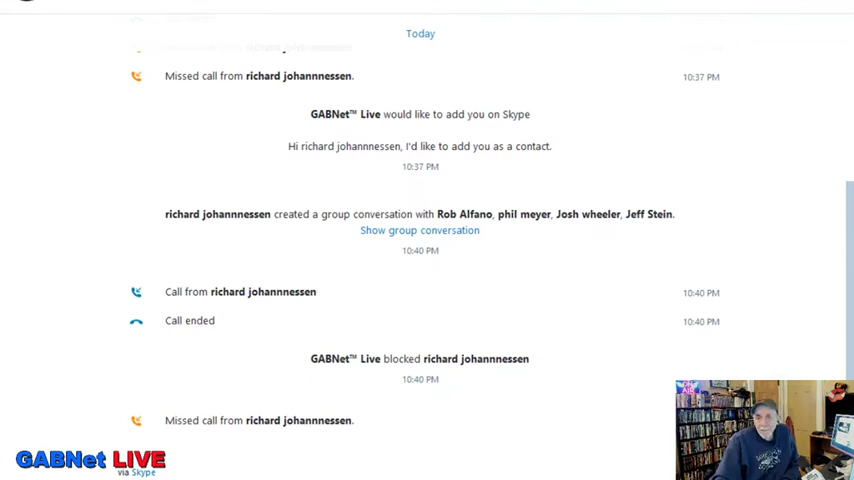 Today
Missed call from richard johannnessen. 10:37 PM
GABNet™ Live would like to add you on Skype
Hi richard johannnessen, I'd like to add you as a contact.
10:37 PM
richard johannnessen created a group conversation with Rob Alfano, phil meyer, Josh wheeler, Jeff Stein.
Show group conversation
10:40 PM
Call from richard johannnessen 10:40 PM
Call ended 10:40 PM
GABNet™ Live blocked richard johannnessen
10:40 PM
Missed call from richard johannnessen.
ON AIR
GABNet LIVE
via Skype